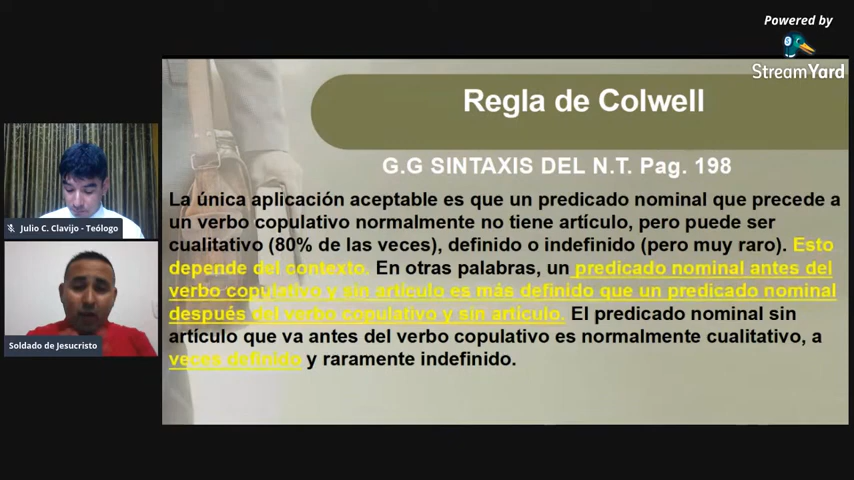 Powered by
StreamYard
Regla de Colwell
G.G SINTAXIS DEL N.T. Pag. 198
La única aplicación aceptable es que un predicado nominal que precede a
un verbo copulativo normalmente no tiene artículo, pero puede ser
cualitativo (80% de las veces), definido o indefinido (pero muy raro). Esto
depende del contexto. En otras palabras, un predicado nominal antes del
verbo copulativo y sin artículo es más definido que un predicado nominal
después del verbo copulativo y sin artículo. El predicado nominal sin
artículo que va antes del verbo copulativo es normalmente cualitativo, a
veces definido y raramente indefinido.
Julio C. Clavijo - Teólogo
Soldado de Jesucristo